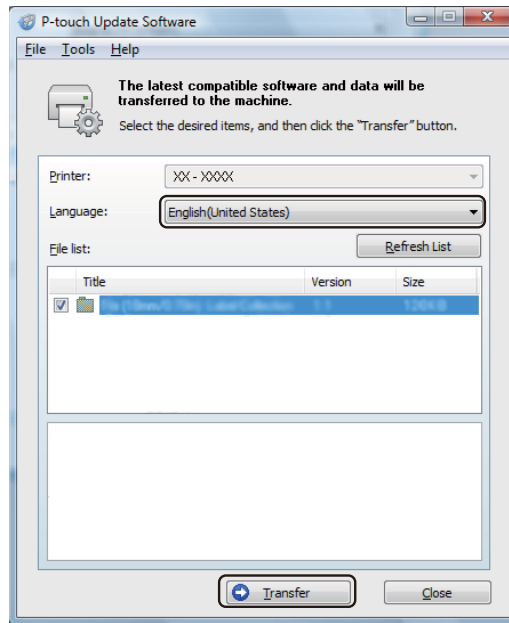 P-touch Update Software
File Tools Help
The latest compatible software and data will be
transferred to the machine.
Select the desired items, and then click the "Transfer" button.
Printer: XX - XXXX
Language: English(United States)
File list: Refresh List
Title Version Size
Transfer Close